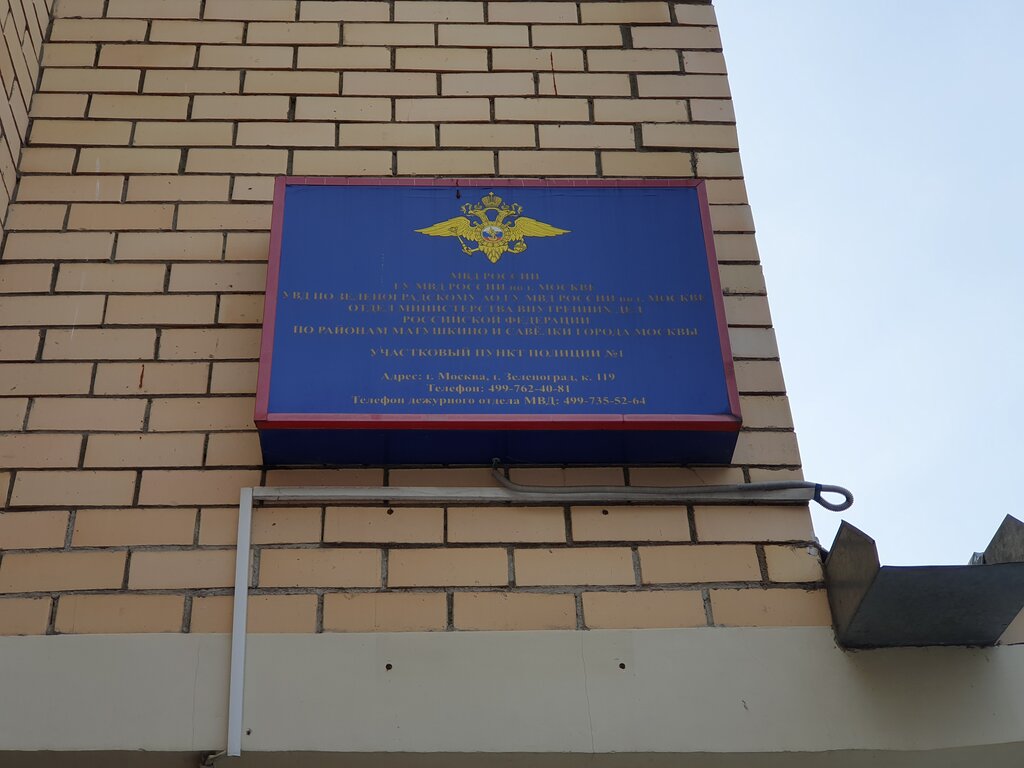 МВД РОССИИ
ГУ МВД РОССИИ по г. МОСКВЕ
УВД ПО ЗЕЛЕНОГРАДСКОМУ АО ГУ МВД РОССИИ по г. МОСКВЕ
ОТДЕЛ МИНИСТЕРСТВА ВНУТРЕННИХ ДЕЛ
РОССИЙСКОЙ ФЕДЕРАЦИИ
ПО РАЙОНАМ МАТУШКИНО И САВЁЛКИ ГОРОДА МОСКВЫ
УЧАСТКОВЫЙ ПУНКТ ПОЛИЦИИ №1
Адрес: г. Москва, г. Зеленоград, к. 119
Телефон: 499-762-40-81
Телефон дежурного отдела МВД: 499-735-52-64